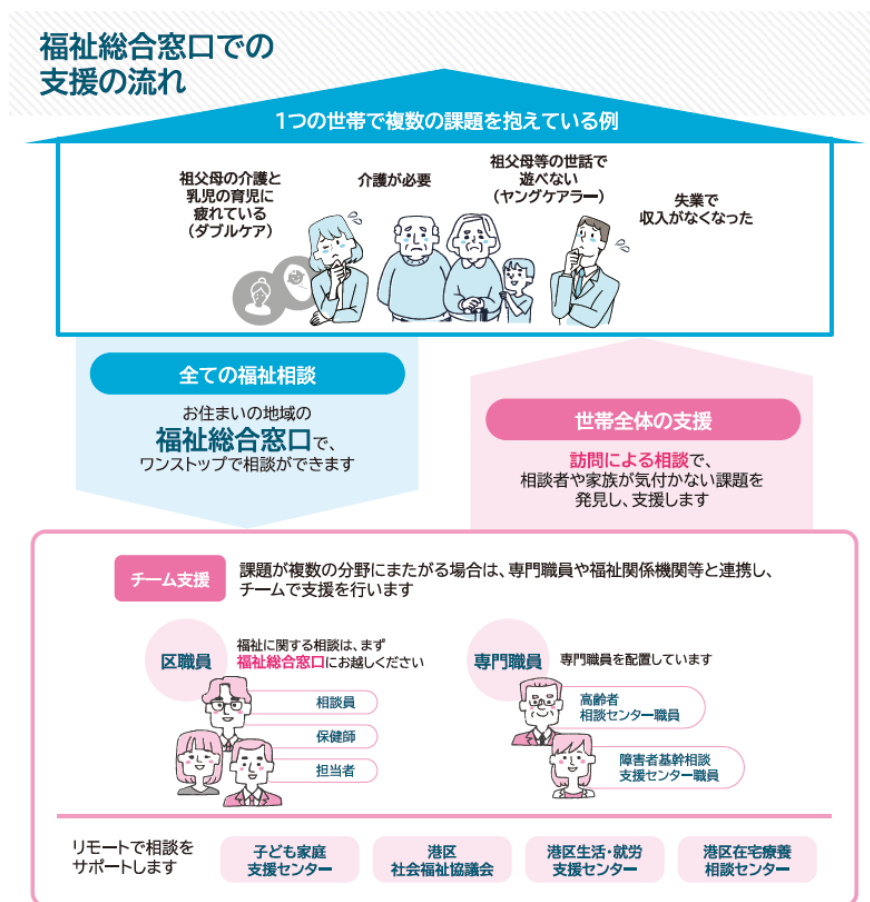 福祉総合窓口での
支援の流れ
1つの世帯で複数の課題を抱えている例
祖父母の介護と
乳児の育児に
疲れている
（ダブルケア）
介護が必要
祖父母等の世話で
遊べない
（ヤングケアラー）
失業で
収入がなくなった
全ての福祉相談
お住まいの地域の
福祉総合窓口で、
ワンストップで相談ができます
世帯全体の支援
訪問による相談で、
相談者や家族が気付かない課題を
発見し、支援します
チーム支援
課題が複数の分野にまたがる場合は、専門職員や福祉関係機関等と連携し、
チームで支援を行います
区職員
福祉に関する相談は、まず
福祉総合窓口にお越しください
相談員
保健師
担当者
専門職員
専門職員を配置しています
高齢者
相談センター職員
障害者基幹相談
支援センター職員
リモートで相談を
サポートします
子ども家庭
支援センター
港区
社会福祉協議会
港区生活・就労
支援センター
港区在宅療養
相談センター